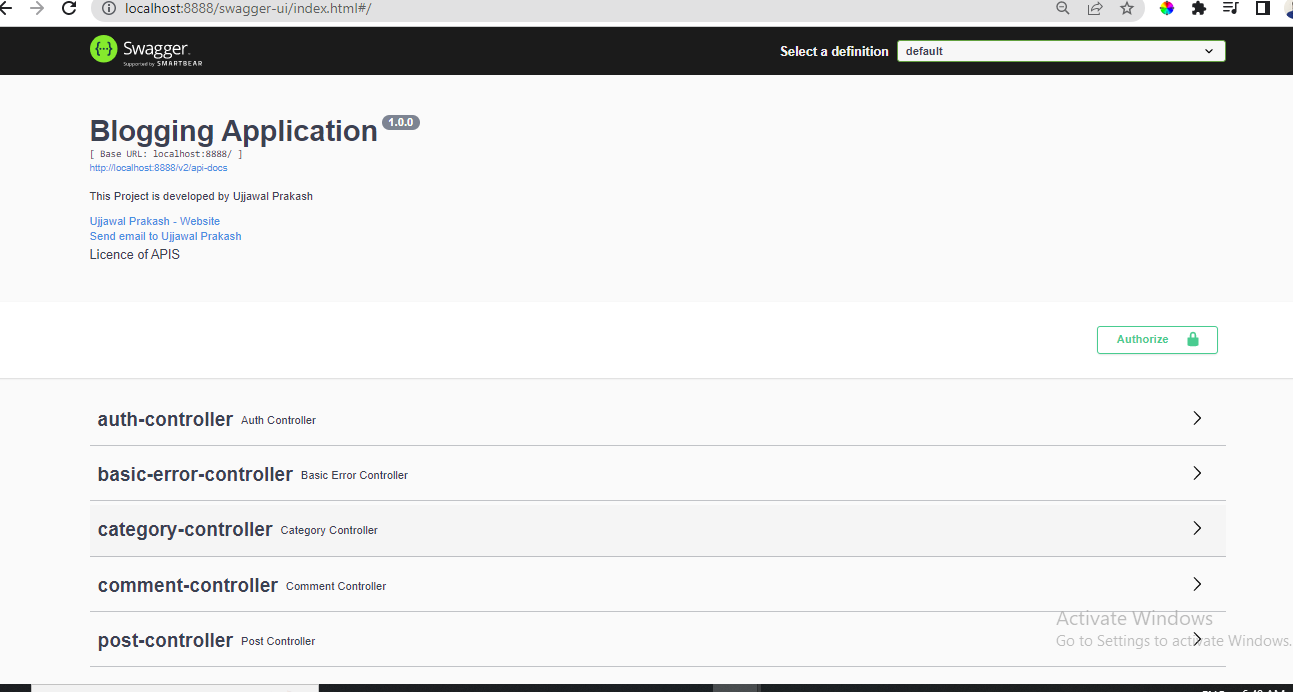 localhost:8888/swagger-ui/index.html#/
Swagger.
Supported by SMARTBEAR
Select a definition
default
Blogging Application 1.0.0
[ Base URL: localhost:8888/ ]
http://localhost:8888/v2/api-docs
This Project is developed by Ujjawal Prakash
Ujjawal Prakash - Website
Send email to Ujjawal Prakash
Licence of APIS
Authorize
auth-controller Auth Controller
basic-error-controller Basic Error Controller
category-controller Category Controller
comment-controller Comment Controller
post-controller Post Controller
Activate Windows
Go to Settings to activate Windows.